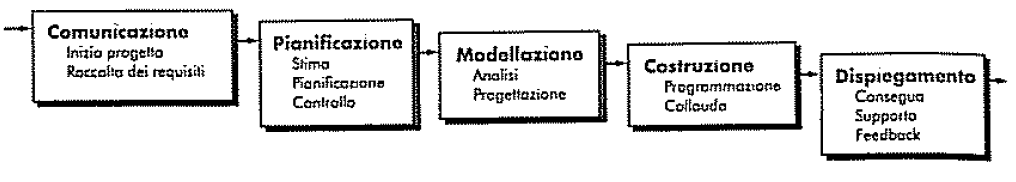 Comunicazione
Inizio progetto
Raccolta dei requisiti
Pianificazione
Stima
Pianificazione
Controllo
Modellazione
Analisi
Progettazione
Costruzione
Programmazione
Collaudo
Dispiegamento
Consegna
Supporto
Feedback